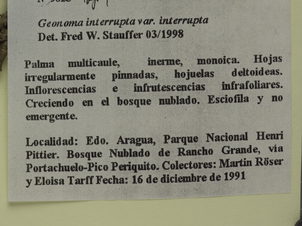 Geonoma interrupta var. interrupta
Det. Fred W. Stauffer 03/1998
Palma multicaule, inerme, monoica. Hojas
irregularmente pinnadas, hojuelas deltoideas.
Inflorescencias e infrutescencias infrafoliares.
Creciendo en el bosque nublado. Esciofila y no
emergente.
Localidad: Edo. Aragua, Parque Nacional Henri
Pittier. Bosque Nublado de Rancho Grande, vía
Portachuelo-Pico Periquito. Colectores: Martin Röser
y Eloisa Tarff Fecha: 16 de diciembre de 1991